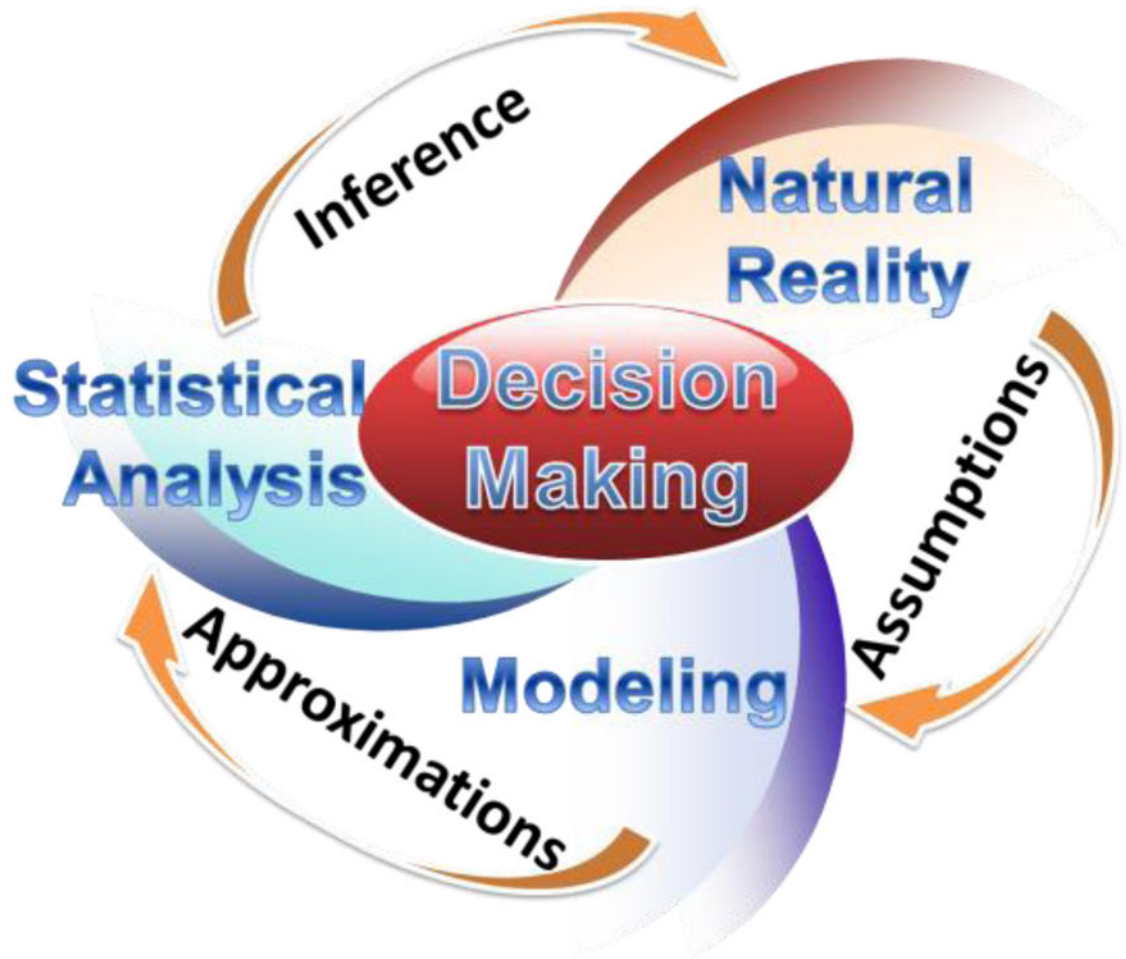 Inference
Natural
Reality
Statistical
Analysis
Decision
Making
Assumptions
Approximations
Modeling